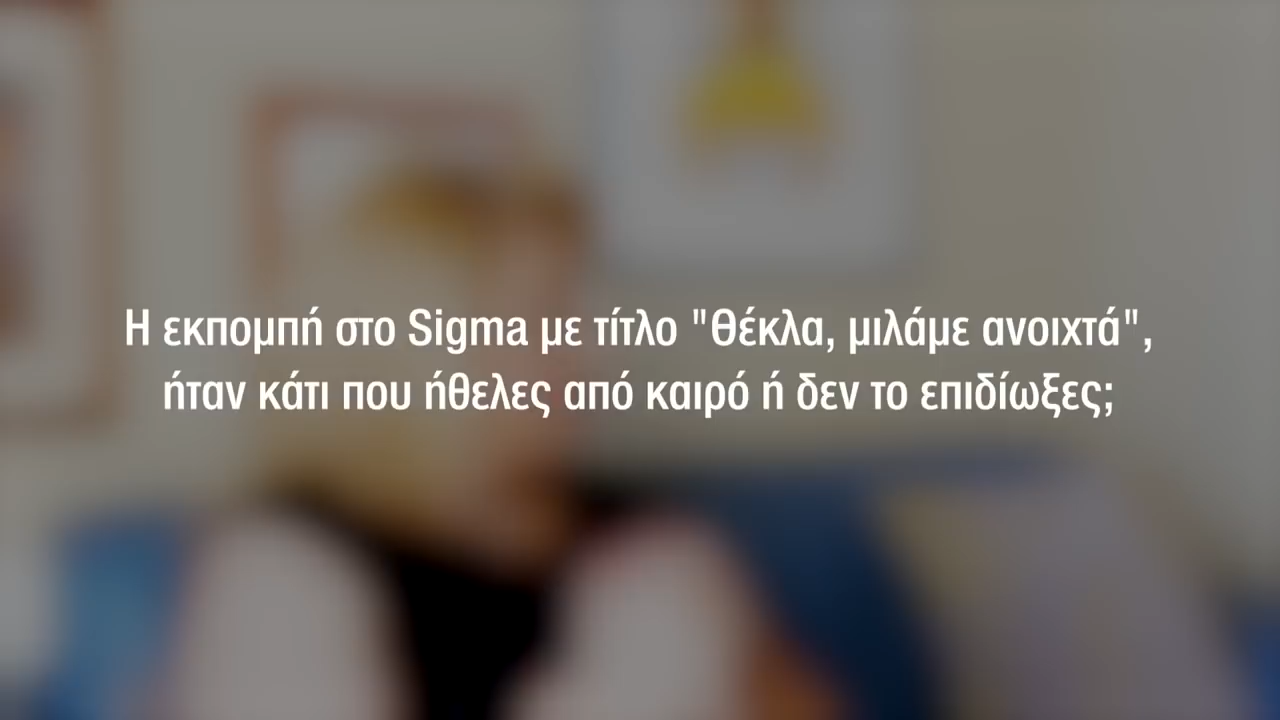 Η εκπομπή στο Sigma με τίτλο "Θέκλα, μιλάμε ανοιχτά",
ήταν κάτι που ήθελες από καιρό ή δεν το επιδίωξες;